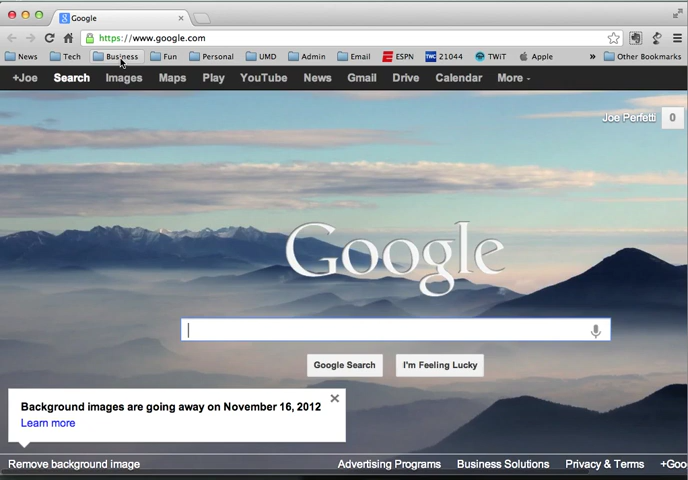 Google
https://www.google.com
News Tech Business Fun Personal UMD Admin Email ESPN 21044 TWiT Apple » Other Bookmarks
+Joe Search Images Maps Play YouTube News Gmail Drive Calendar More
Joe Perfetti 0
Google
Google Search I'm Feeling Lucky
Background images are going away on November 16, 2012
Learn more
Remove background image Advertising Programs Business Solutions Privacy & Terms +Goo